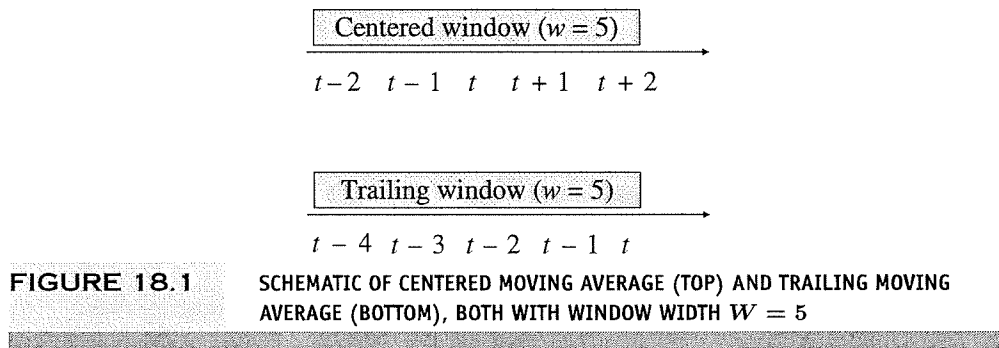 Centered window (w = 5)
t−2 t − 1 t t + 1 t + 2
Trailing window (w = 5)
t − 4 t − 3 t − 2 t − 1 t
FIGURE 18.1 SCHEMATIC OF CENTERED MOVING AVERAGE (TOP) AND TRAILING MOVING
AVERAGE (BOTTOM), BOTH WITH WINDOW WIDTH W = 5